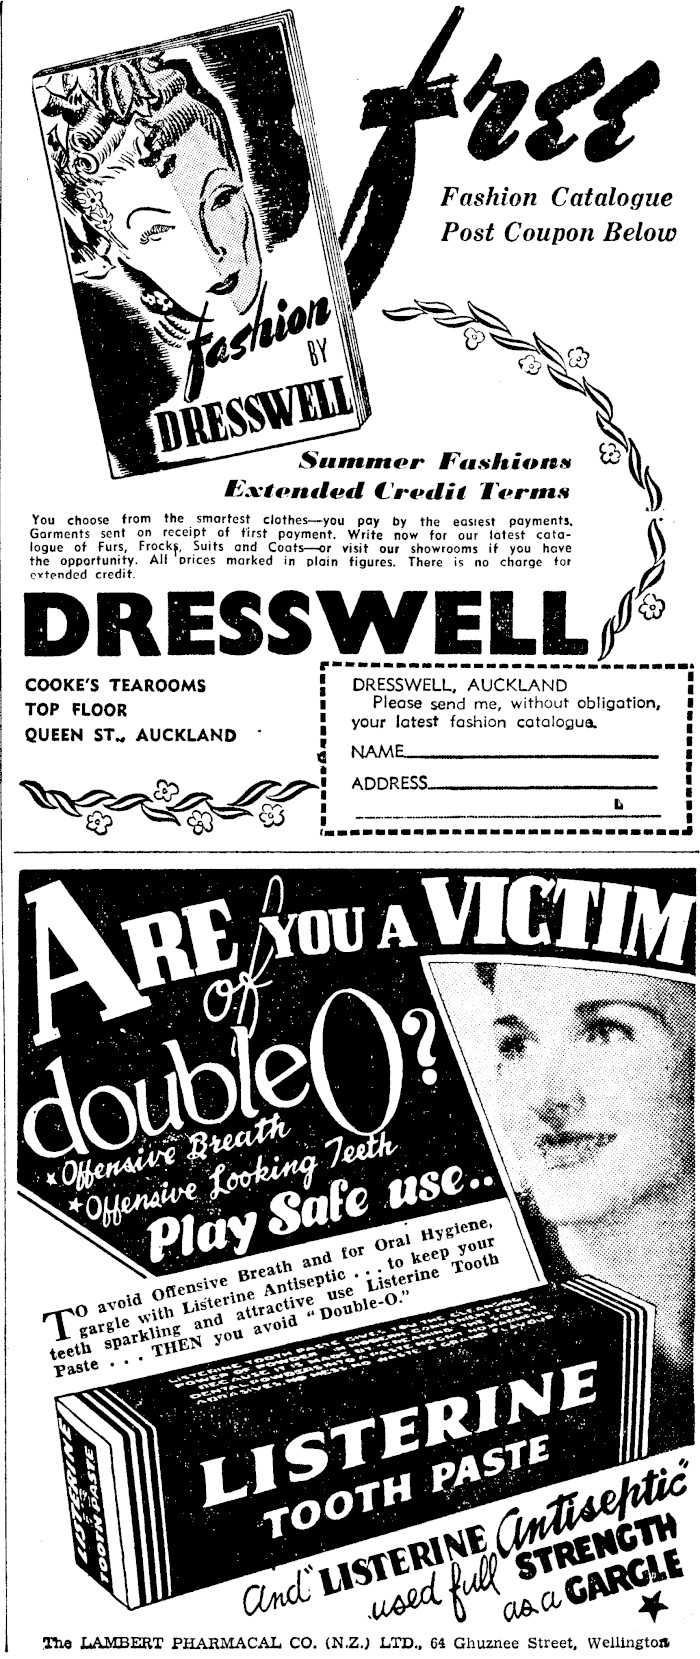 free
Fashion Catalogue
Post Coupon Below
fashion
BY
DRESSWELL
Summer Fashions
Extended Credit Terms
You choose from the smartest clothes—you pay by the easiest payments.
Garments sent on receipt of first payment. Write now for our latest cata-
logue of Furs, Frocks, Suits and Coats—or visit our showrooms if you have
the opportunity. All prices marked in plain figures. There is no charge for
extended credit.
DRESSWELL
COOKE'S TEAROOMS
TOP FLOOR
QUEEN ST., AUCKLAND
DRESSWELL, AUCKLAND
Please send me, without obligation,
your latest fashion catalogue.
NAME
ADDRESS
ARE YOU A VICTIM
of
double O?
*Offensive Breath
*Offensive Looking Teeth
Play Safe use..
TO avoid Offensive Breath and for Oral Hygiene,
gargle with Listerine Antiseptic . . . to keep your
teeth sparkling and attractive use Listerine Tooth
Paste . . . THEN you avoid "Double-O."
LISTERINE
TOOTH PASTE
LISTERINE
TOOTH PASTE
and "LISTERINE Antiseptic"
used full STRENGTH
as a GARGLE
The LAMBERT PHARMACAL CO. (N.Z.) LTD., 64 Ghuznee Street, Wellington